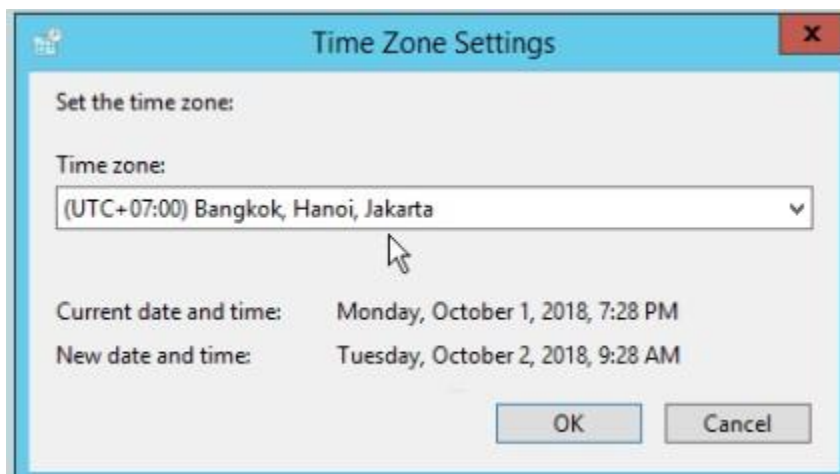 Time Zone Settings
x
Set the time zone:
Time zone:
(UTC+07:00) Bangkok, Hanoi, Jakarta
Current date and time: Monday, October 1, 2018, 7:28 PM
New date and time: Tuesday, October 2, 2018, 9:28 AM
OK Cancel